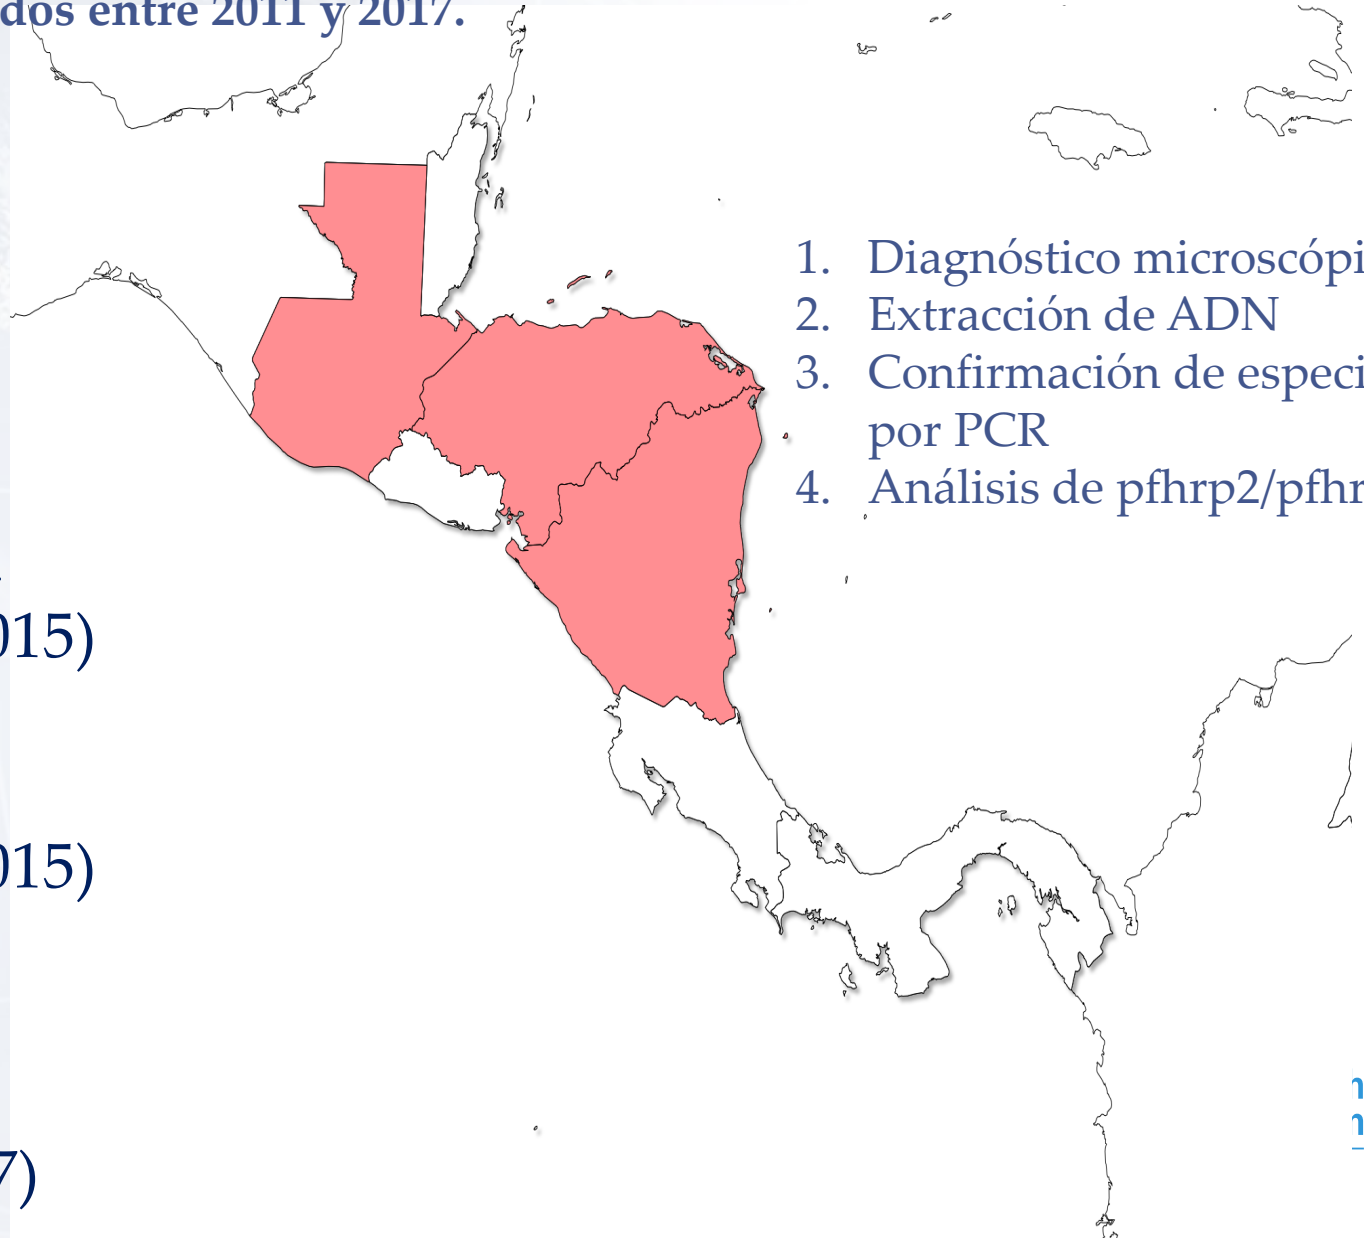 dos entre 2011 y 2017.
1. Diagnóstico microscópi
2. Extracción de ADN
3. Confirmación de especi
por PCR
4. Análisis de pfhrp2/pfhr
015)
015)
7)